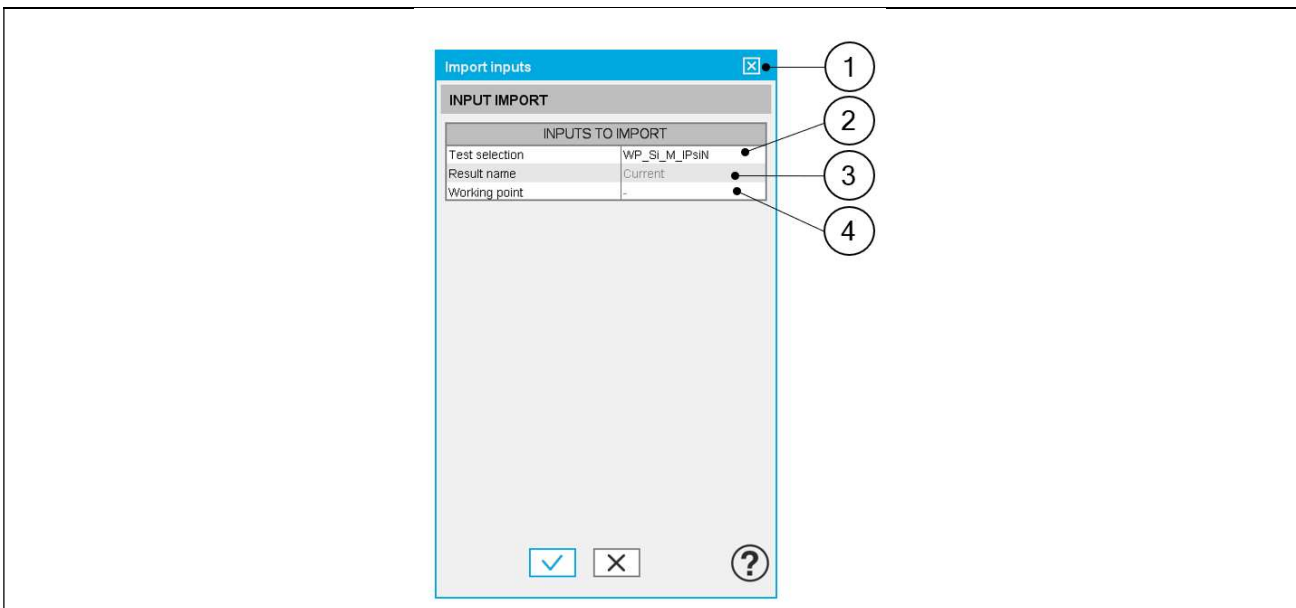 Import inputs
1
INPUT IMPORT
INPUTS TO IMPORT
2
Test selection WP_Si_M_IPsiN
Result name Current
3
Working point -
4
?